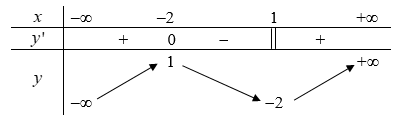 x −∞ −2 1 +∞
y' + 0 − || +
1 +∞
y
−∞ −2